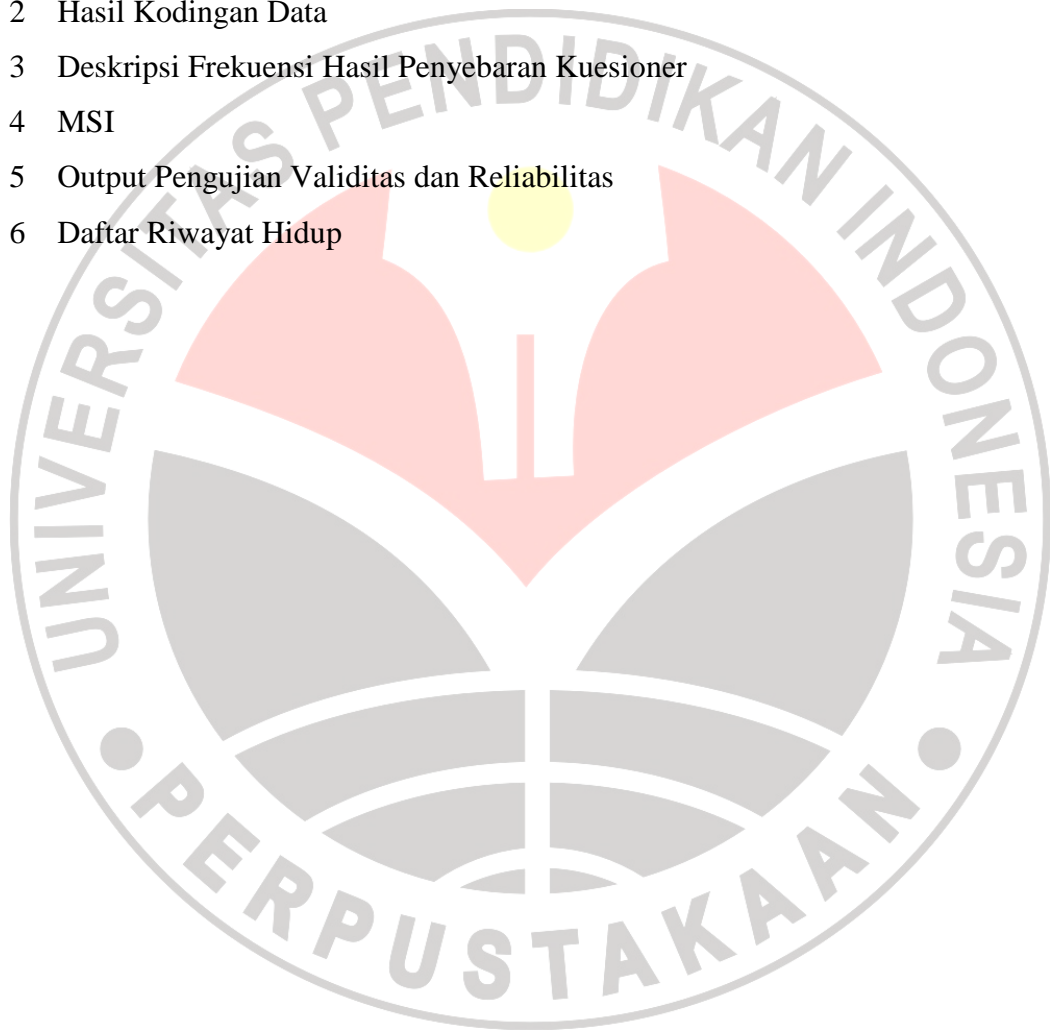 2 Hasil Kodingan Data
3 Deskripsi Frekuensi Hasil Penyebaran Kuesioner
4 MSI
5 Output Pengujian Validitas dan Reliabilitas
6 Daftar Riwayat Hidup
UNIVERSITAS PENDIDIKAN INDONESIA
PERPUSTAKAAN